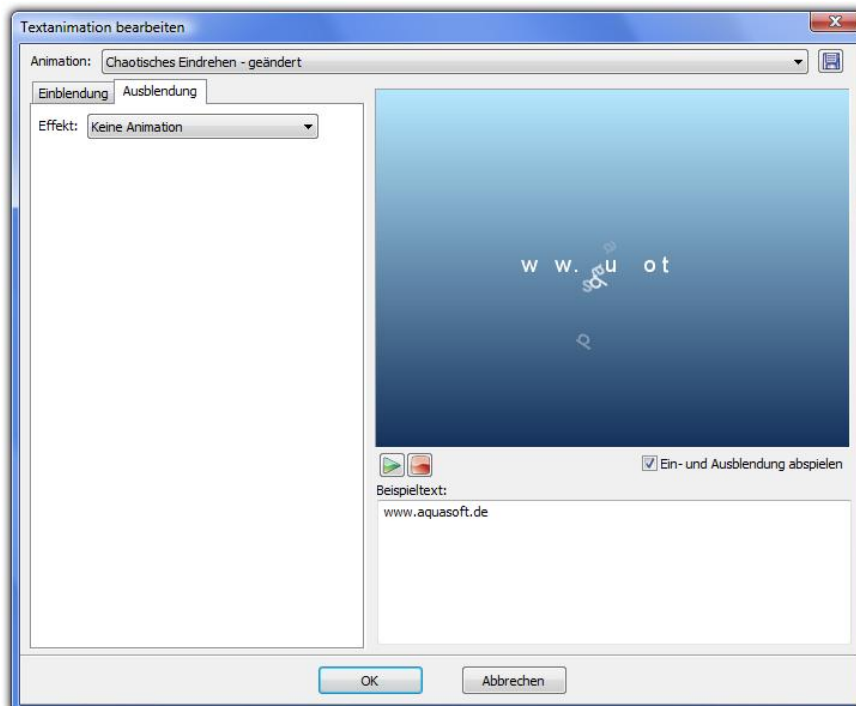 Textanimation bearbeiten
Animation: Chaotisches Eindrehen - geändert
Einblendung Ausblendung
Effekt: Keine Animation
w w. u o t
Ein- und Ausblendung abspielen
Beispieltext:
www.aquasoft.de
OK Abbrechen